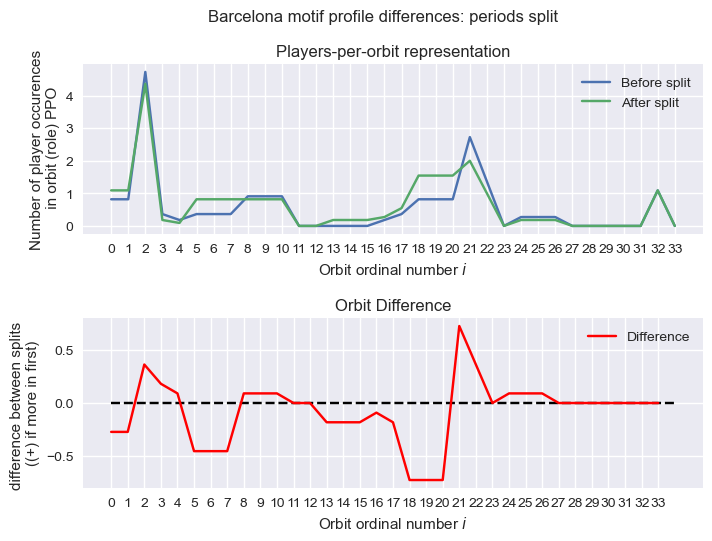 Barcelona motif profile differences: periods split
Players-per-orbit representation
Number of player occurences
in orbit (role) PPO
Before split
After split
4
3
2
1
0
0 1 2 3 4 5 6 7 8 9 10 11 12 13 14 15 16 17 18 19 20 21 22 23 24 25 26 27 28 29 30 31 32 33
Orbit ordinal number i
Orbit Difference
difference between splits
((+) if more in first)
Difference
0.5
0.0
−0.5
0 1 2 3 4 5 6 7 8 9 10 11 12 13 14 15 16 17 18 19 20 21 22 23 24 25 26 27 28 29 30 31 32 33
Orbit ordinal number i